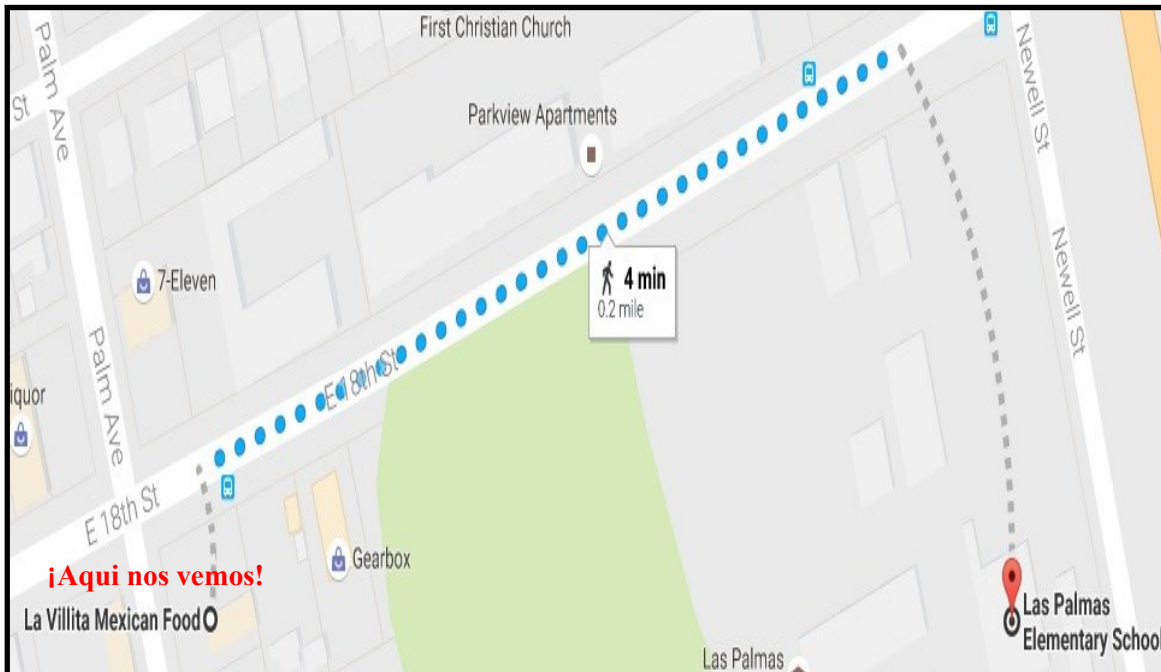 First Christian Church
Palm Ave
St
Newell St
Parkview Apartments
7-Eleven
4 min
0.2 mile
Newell St
Palm Ave
E 18th St
iquor
E 18th St
Gearbox
¡Aqui nos vemos!
La Villita Mexican Food
Las Palmas
Elementary School
Las Palmas